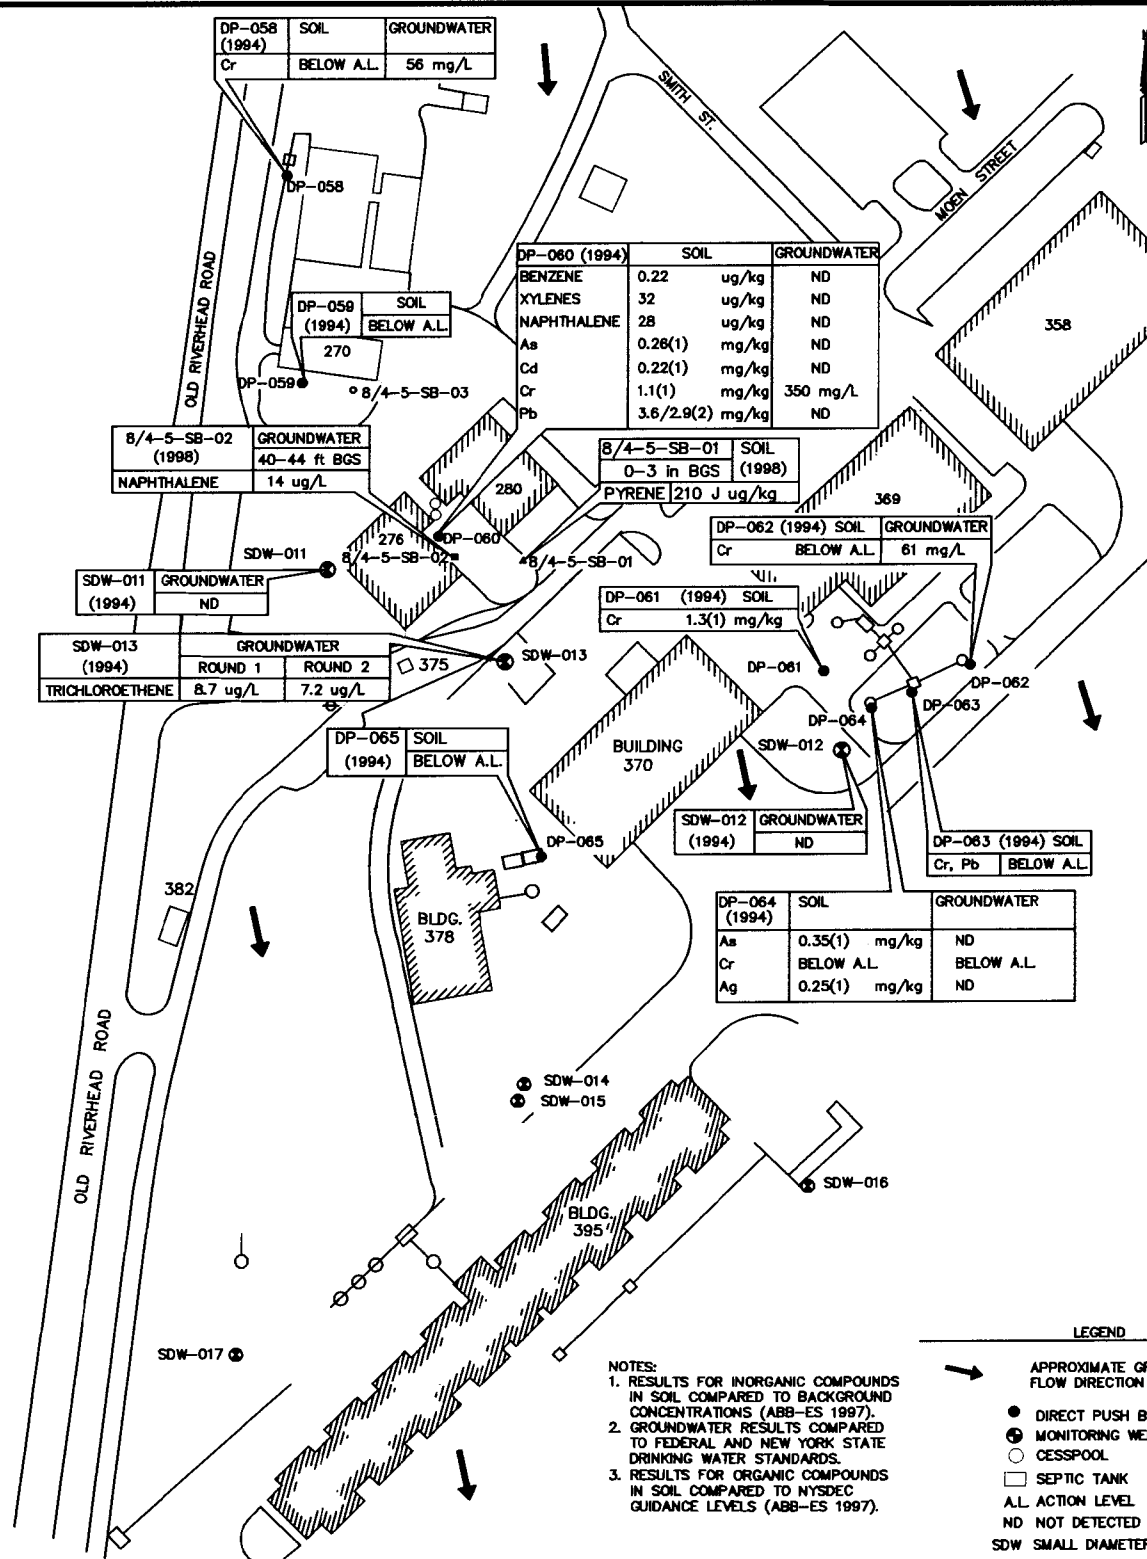 DP-058 (1994) SOIL GROUNDWATER
Cr BELOW A.L. 56 mg/L
SMITH ST.
MOEN STREET
DP-058
OLD RIVERHEAD ROAD
DP-060 (1994) SOIL GROUNDWATER
BENZENE 0.22 ug/kg ND
XYLENES 32 ug/kg ND
NAPHTHALENE 28 ug/kg ND
As 0.26(1) mg/kg ND
Cd 0.22(1) mg/kg ND
Cr 1.1(1) mg/kg 350 mg/L
Pb 3.6/2.9(2) mg/kg ND
DP-059 (1994) SOIL
BELOW A.L.
270
358
DP-059
8/4-5-SB-03
8/4-5-SB-02 (1998) GROUNDWATER
40-44 ft BGS
NAPHTHALENE 14 ug/L
8/4-5-SB-01 SOIL
0-3 in BGS (1998)
PYRENE 210 J ug/kg
280
369
276
DP-060
8/4-5-SB-02
8/4-5-SB-01
DP-062 (1994) SOIL GROUNDWATER
Cr BELOW A.L. 61 mg/L
SDW-011
SDW-011 (1994) GROUNDWATER
ND
DP-061 (1994) SOIL
Cr 1.3(1) mg/kg
SDW-013 (1994) GROUNDWATER
ROUND 1 ROUND 2
TRICHLOROETHENE 8.7 ug/L 7.2 ug/L
375
SDW-013
DP-061
DP-062
DP-063
DP-064
SDW-012
BUILDING
370
DP-065 (1994) SOIL
BELOW A.L.
SDW-012 (1994) GROUNDWATER
ND
DP-063 (1994) SOIL
Cr, Pb BELOW A.L.
DP-065
382
BLDG.
378
DP-064 (1994) SOIL GROUNDWATER
As 0.35(1) mg/kg ND
Cr BELOW A.L. BELOW A.L.
Ag 0.25(1) mg/kg ND
OLD RIVERHEAD ROAD
SDW-014
SDW-015
SDW-016
BLDG.
395
SDW-017
NOTES:
1. RESULTS FOR INORGANIC COMPOUNDS
IN SOIL COMPARED TO BACKGROUND
CONCENTRATIONS (ABB-ES 1997).
2. GROUNDWATER RESULTS COMPARED
TO FEDERAL AND NEW YORK STATE
DRINKING WATER STANDARDS.
3. RESULTS FOR ORGANIC COMPOUNDS
IN SOIL COMPARED TO NYSDEC
GUIDANCE LEVELS (ABB-ES 1997).
LEGEND
APPROXIMATE
FLOW DIRECTION
DIRECT PUSH
MONITORING
CESSPOOL
SEPTIC TANK
A.L. ACTION LEVEL
ND NOT DETECTED
SDW SMALL DIAMETER